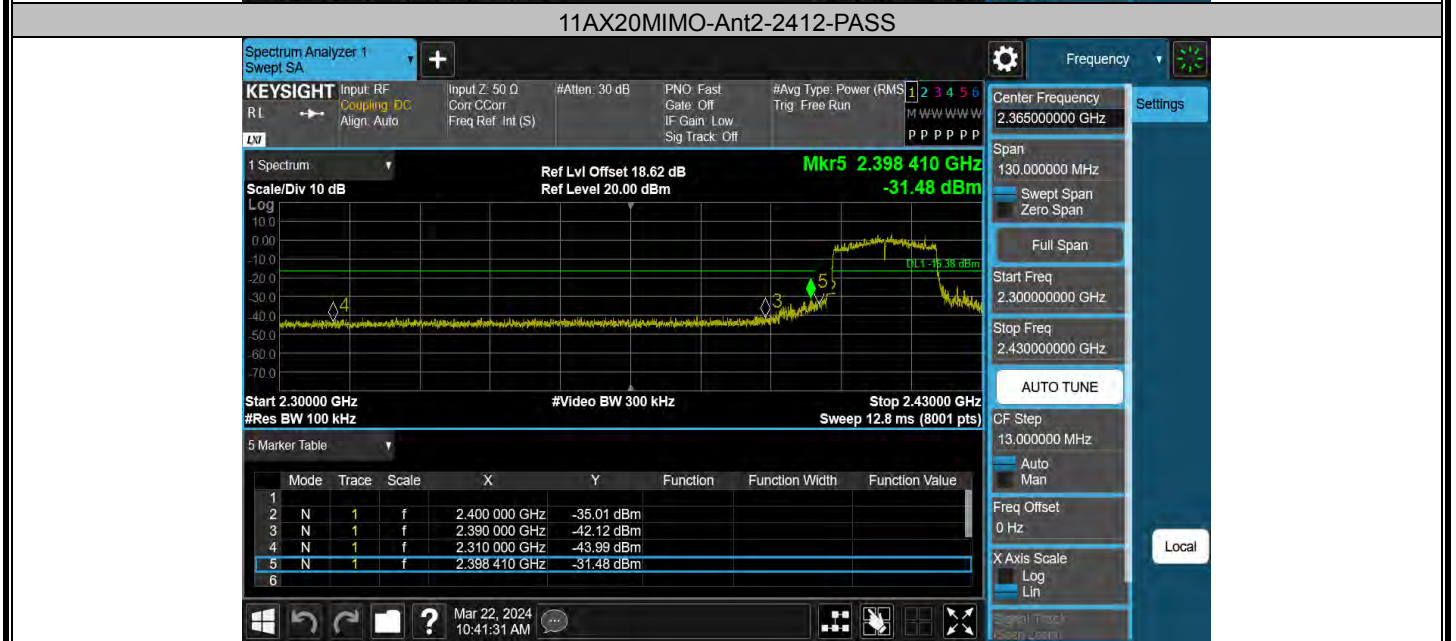 11AX20MIMO-Ant2-2412-PASS
Spectrum Analyzer 1
Swept SA
Frequency
KEYSIGHT
RL
LXI
Input: RF
Coupling: DC
Align: Auto
Input Z: 50 Ω
Corr CCorr
Freq Ref: Int (S)
#Atten: 30 dB
PNO: Fast
Gate: Off
IF Gain: Low
Sig Track: Off
#Avg Type: Power (RMS
Trig: Free Run
1 2 3 4 5 6
M W W W W W
P P P P P P
Center Frequency
2.365000000 GHz
Settings
Span
130.000000 MHz
Swept Span
Zero Span
Full Span
Start Freq
2.300000000 GHz
Stop Freq
2.430000000 GHz
AUTO TUNE
CF Step
13.000000 MHz
Auto
Man
Freq Offset
0 Hz
X Axis Scale
Log
Lin
Signal Track
(Span Zoom)
Local
1 Spectrum
Scale/Div 10 dB
Ref Lvl Offset 18.62 dB
Ref Level 20.00 dBm
Mkr5 2.398 410 GHz
-31.48 dBm
Log
10.0
0.00
-10.0
-20.0
-30.0
-40.0
-50.0
-60.0
-70.0
4
3
5
Start 2.30000 GHz
#Video BW 300 kHz
Stop 2.43000 GHz
#Res BW 100 kHz
Sweep 12.8 ms (8001 pts)
5 Marker Table
Mode Trace Scale X Y Function Function Width Function Value
1
2 N 1 f 2.400 000 GHz -35.01 dBm
3 N 1 f 2.390 000 GHz -42.12 dBm
4 N 1 f 2.310 000 GHz -43.99 dBm
5 N 1 f 2.398 410 GHz -31.48 dBm
6
Mar 22, 2024
10:41:31 AM